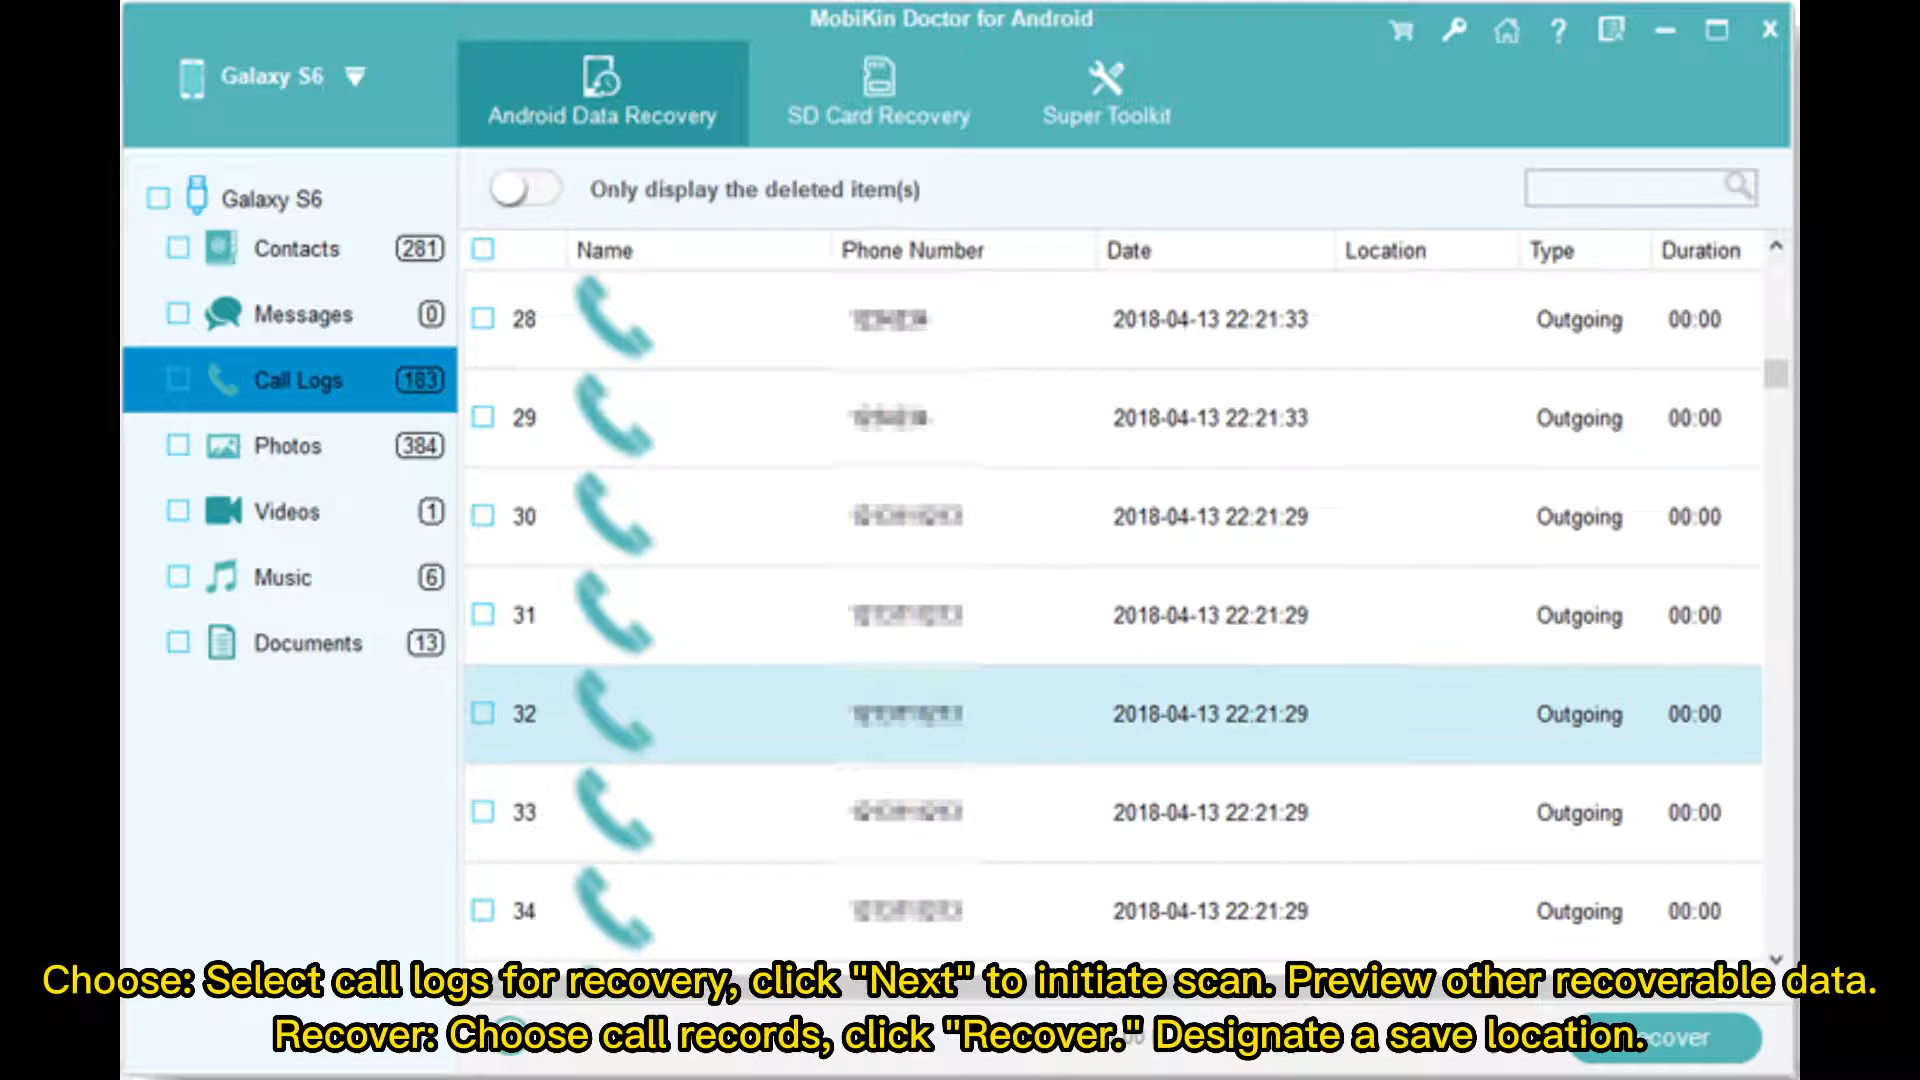 MobiKin Doctor for Android
Galaxy S6
Android Data Recovery
SD Card Recovery
Super Toolkit
Only display the deleted item(s)
Galaxy S6
Contacts (281)
Messages (0)
Call Logs (183)
Photos (384)
Videos (1)
Music (6)
Documents (13)
Name Phone Number Date Location Type Duration
28 2018-04-13 22:21:33 Outgoing 00:00
29 2018-04-13 22:21:33 Outgoing 00:00
30 2018-04-13 22:21:29 Outgoing 00:00
31 2018-04-13 22:21:29 Outgoing 00:00
32 2018-04-13 22:21:29 Outgoing 00:00
33 2018-04-13 22:21:29 Outgoing 00:00
34 2018-04-13 22:21:29 Outgoing 00:00
Choose: Select call logs for recovery, click "Next" to initiate scan. Preview other recoverable data.
Recover: Choose call records, click "Recover." Designate a save location.